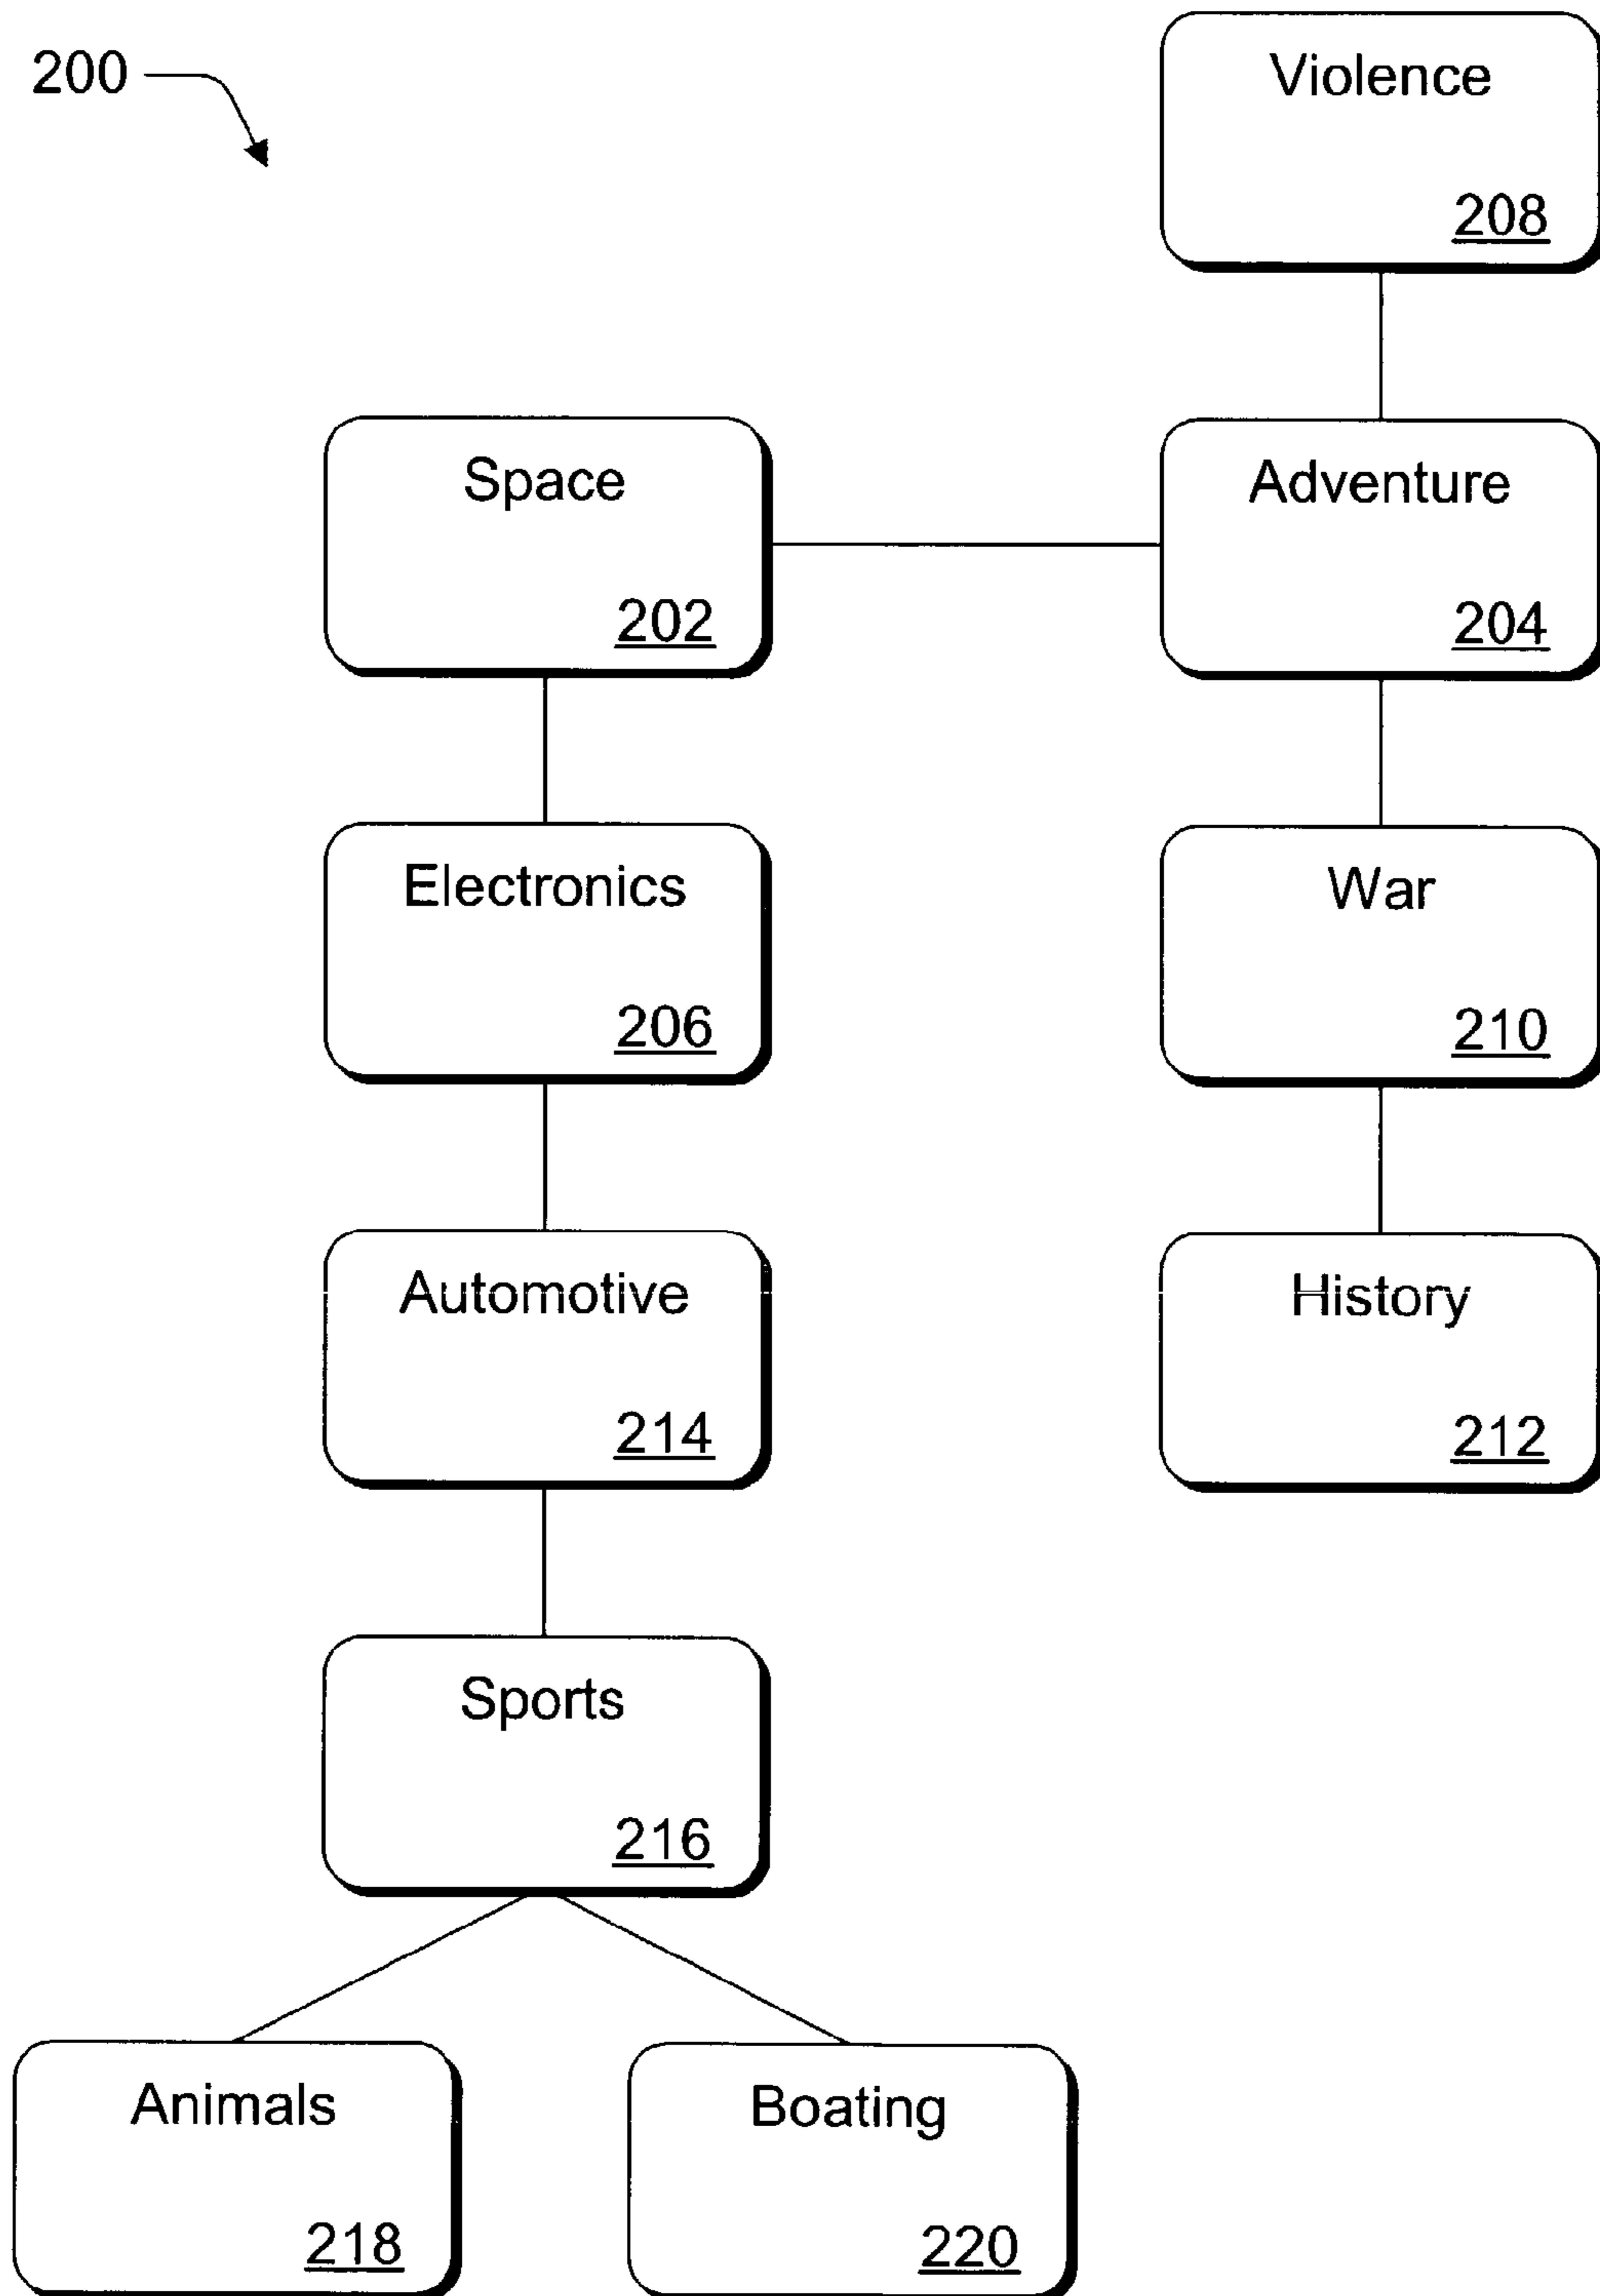 200
Violence
208
Space
202
Adventure
204
Electronics
206
War
210
Automotive
214
History
212
Sports
216
Animals
218
Boating
220